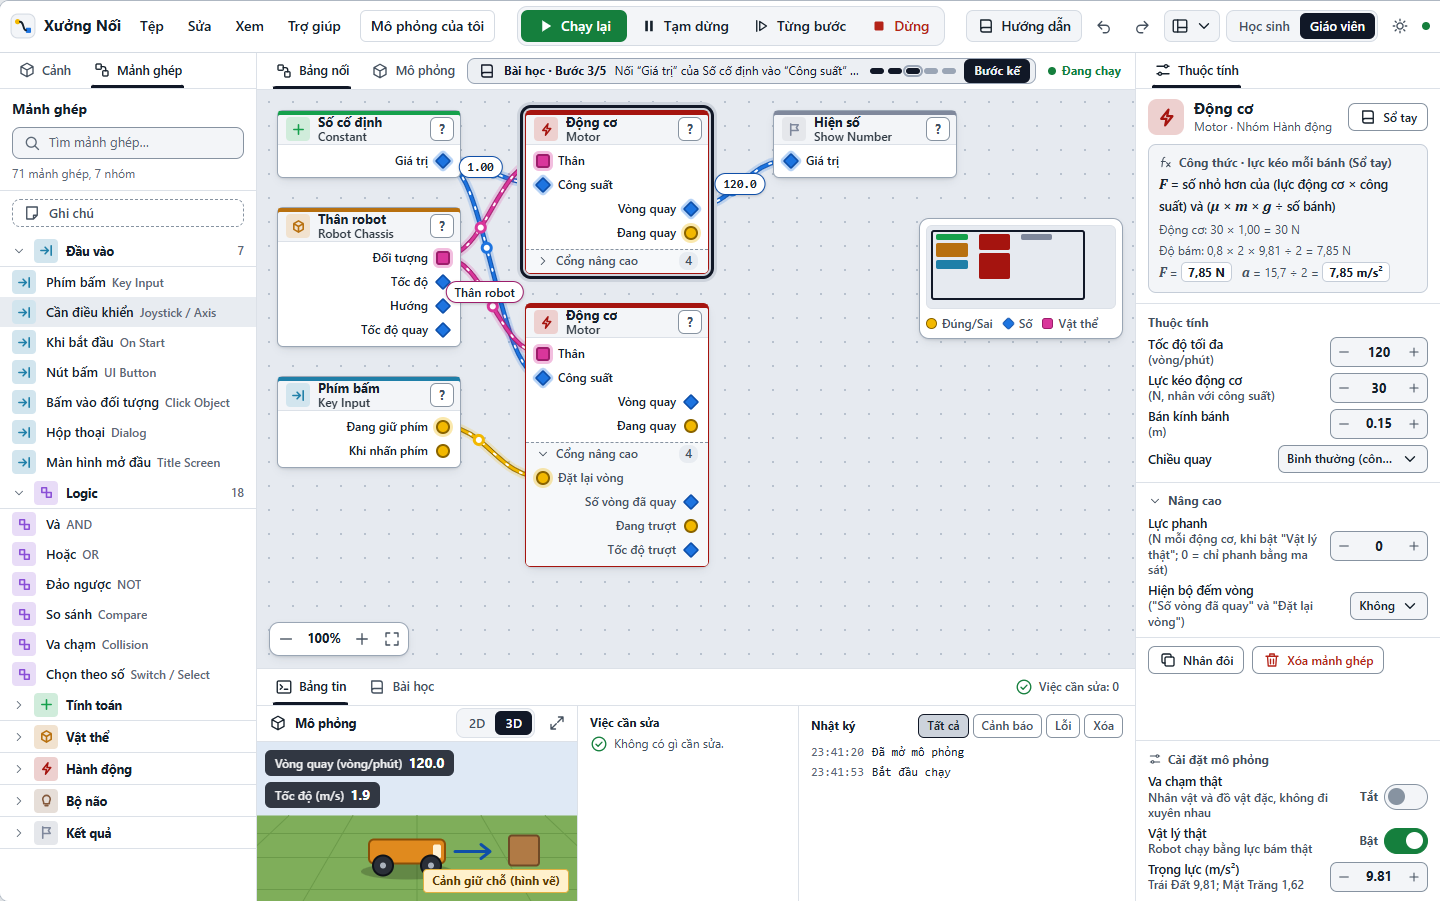 Xưởng Nối
Tệp
Sửa
Xem
Trợ giúp
Mô phỏng của tôi
Chạy lại
Tạm dừng
Từng bước
Dừng
Hướng dẫn
Học sinh
Giáo viên
Cảnh
Mảnh ghép
Bảng nối
Mô phỏng
Bài học · Bước 3/5
Nối “Giá trị” của Số cố định vào “Công suất” ...
Bước kế
Đang chạy
Thuộc tính
Mảnh ghép
Tìm mảnh ghép...
71 mảnh ghép, 7 nhóm
Ghi chú
Đầu vào
7
Phím bấm Key Input
Cần điều khiển Joystick / Axis
Khi bắt đầu On Start
Nút bấm UI Button
Bấm vào đối tượng Click Object
Hộp thoại Dialog
Màn hình mở đầu Title Screen
Logic
18
Và AND
Hoặc OR
Đảo ngược NOT
So sánh Compare
Va chạm Collision
Chọn theo số Switch / Select
Tính toán
Vật thể
Hành động
Bộ não
Kết quả
Số cố định
Constant
?
Giá trị
1.00
Thân robot
Robot Chassis
?
Đối tượng
Tốc độ
Hướng
Tốc độ quay
Thân robot
Phím bấm
Key Input
?
Đang giữ phím
Khi nhấn phím
Động cơ
Motor
?
Thân
Công suất
Vòng quay
Đang quay
Cổng nâng cao
4
120.0
Động cơ
Motor
?
Thân
Công suất
Vòng quay
Đang quay
Cổng nâng cao
4
Đặt lại vòng
Số vòng đã quay
Đang trượt
Tốc độ trượt
Hiện số
Show Number
?
Giá trị
Đúng/Sai
Số
Vật thể
100%
Bảng tin
Bài học
Việc cần sửa: 0
Mô phỏng
2D
3D
Vòng quay (vòng/phút) 120.0
Tốc độ (m/s) 1.9
Cảnh giữ chỗ (hình vẽ)
Việc cần sửa
Không có gì cần sửa.
Nhật ký
Tất cả
Cảnh báo
Lỗi
Xóa
23:41:20 Đã mở mô phỏng
23:41:53 Bắt đầu chạy
Động cơ
Motor · Nhóm Hành động
Sổ tay
fx Công thức · lực kéo mỗi bánh (Sổ tay)
F = số nhỏ hơn của (lực động cơ × công
suất) và (μ × m × g ÷ số bánh)
Động cơ: 30 × 1,00 = 30 N
Độ bám: 0,8 × 2 × 9,81 ÷ 2 = 7,85 N
F = 7,85 N a = 15,7 ÷ 2 = 7,85 m/s²
Thuộc tính
Tốc độ tối đa
(vòng/phút)
120
Lực kéo động cơ
(N, nhân với công suất)
30
Bán kính bánh
(m)
0.15
Chiều quay
Bình thường (côn...
Nâng cao
Lực phanh
(N mỗi động cơ, khi bật "Vật lý
thật"; 0 = chỉ phanh bằng ma
sát)
0
Hiện bộ đếm vòng
("Số vòng đã quay" và "Đặt lại
vòng")
Không
Nhân đôi
Xóa mảnh ghép
Cài đặt mô phỏng
Va chạm thật
Nhân vật và đồ vật đặc, không đi
xuyên nhau
Tắt
Vật lý thật
Robot chạy bằng lực bám thật
Bật
Trọng lực (m/s²)
Trái Đất 9,81; Mặt Trăng 1,62
9.81